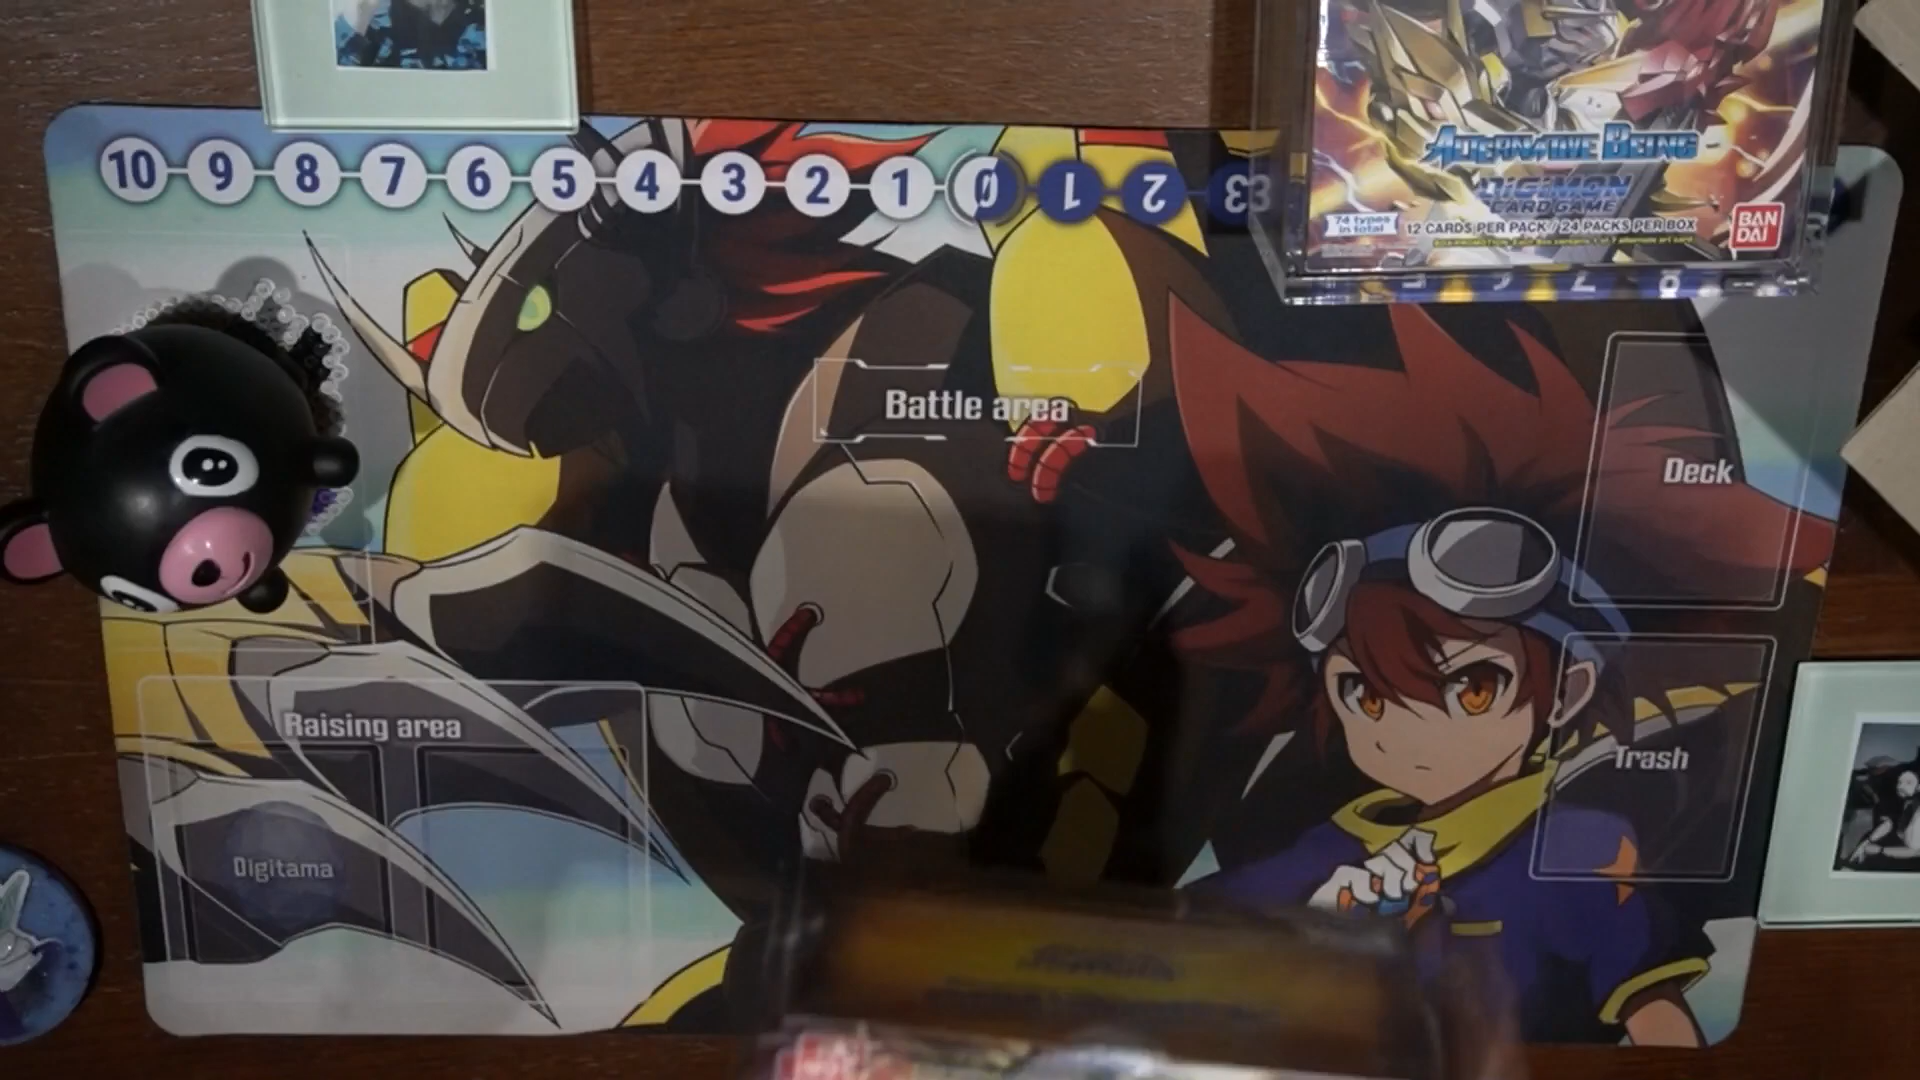 10 9 8 7 6 5 4 3 2 1 0 1 2 3
ALTERNATIVE BEING
DIGIMON
CARD GAME
74 types
in total
12 CARDS PER PACK / 24 PACKS PER BOX
BAN
DAI
Battle area
Deck
Raising area
Trash
Digitama